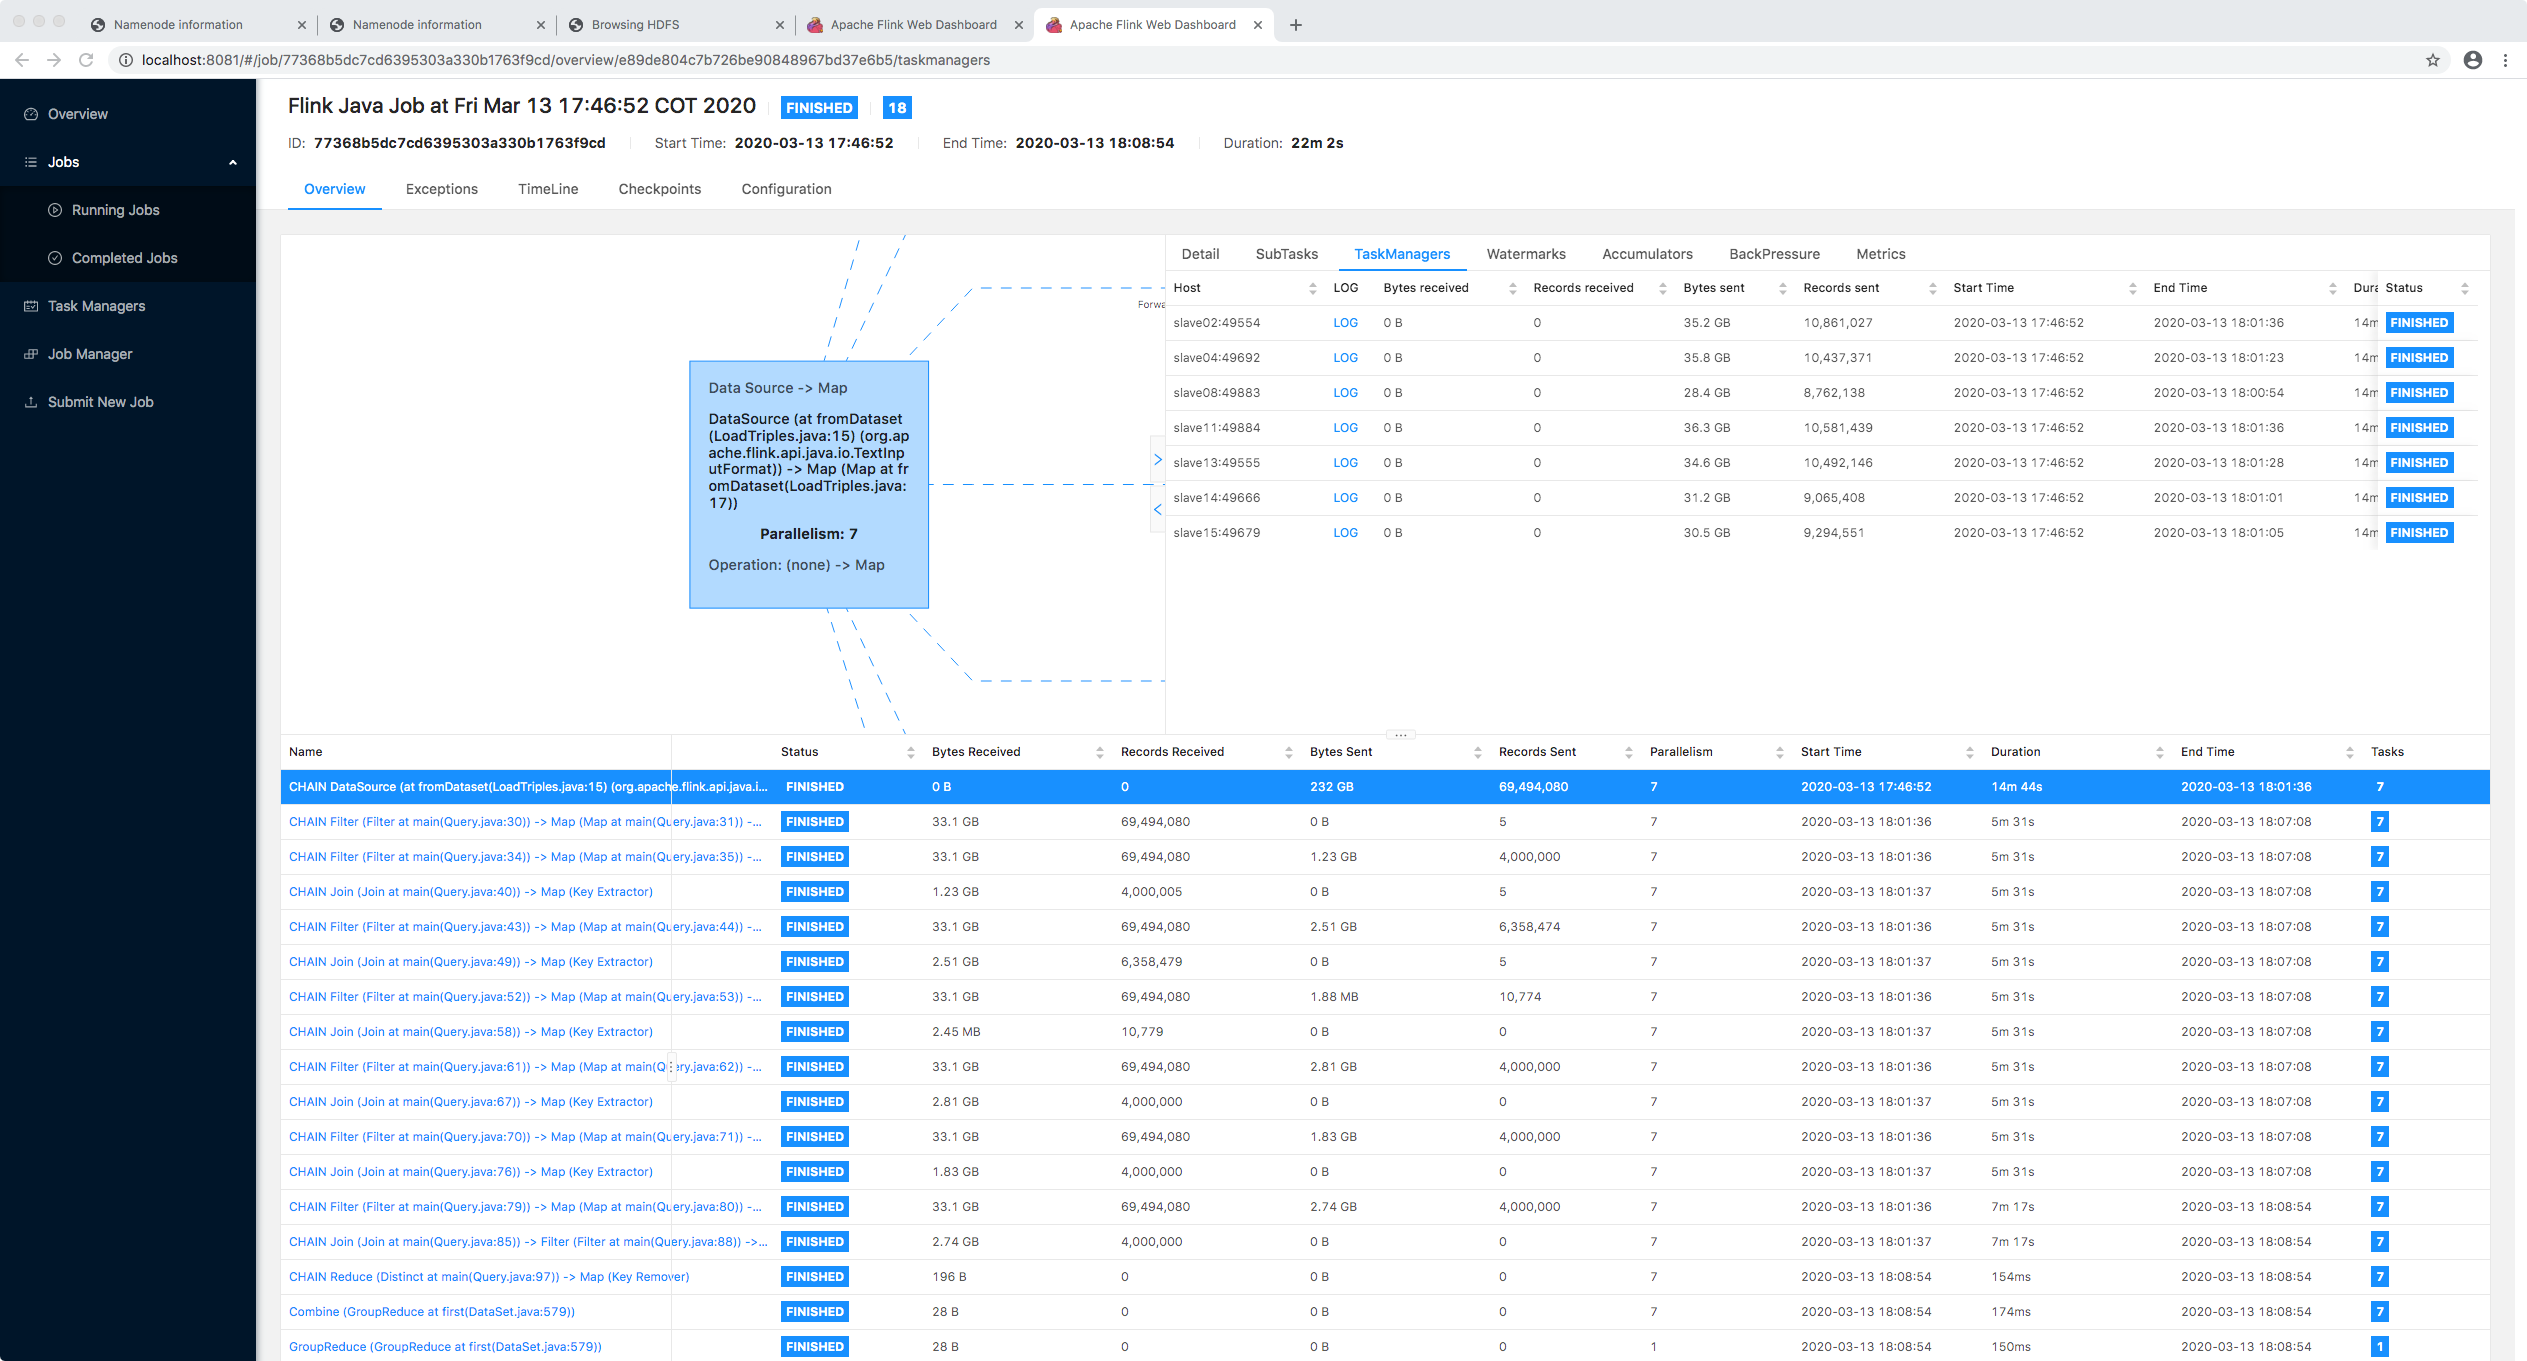 Namenode information
Namenode information
Browsing HDFS
Apache Flink Web Dashboard
Apache Flink Web Dashboard
localhost:8081/#/job/77368b5dc7cd6395303a330b1763f9cd/overview/e89de804c7b726be90848967bd37e6b5/taskmanagers
Overview
Jobs
Running Jobs
Completed Jobs
Task Managers
Job Manager
Submit New Job
Flink Java Job at Fri Mar 13 17:46:52 COT 2020 FINISHED 18
ID: 77368b5dc7cd6395303a330b1763f9cd Start Time: 2020-03-13 17:46:52 End Time: 2020-03-13 18:08:54 Duration: 22m 2s
Overview Exceptions TimeLine Checkpoints Configuration
Forwa
Data Source -> Map
DataSource (at fromDataset
(LoadTriples.java:15) (org.ap
ache.flink.api.java.io.TextInp
utFormat)) -> Map (Map at fr
omDataset(LoadTriples.java:
17))
Parallelism: 7
Operation: (none) -> Map
Detail SubTasks TaskManagers Watermarks Accumulators BackPressure Metrics
Host LOG Bytes received Records received Bytes sent Records sent Start Time End Time Dura Status
slave02:49554 LOG 0 B 0 35.2 GB 10,861,027 2020-03-13 17:46:52 2020-03-13 18:01:36 14m FINISHED
slave04:49692 LOG 0 B 0 35.8 GB 10,437,371 2020-03-13 17:46:52 2020-03-13 18:01:23 14m FINISHED
slave08:49883 LOG 0 B 0 28.4 GB 8,762,138 2020-03-13 17:46:52 2020-03-13 18:00:54 14m FINISHED
slave11:49884 LOG 0 B 0 36.3 GB 10,581,439 2020-03-13 17:46:52 2020-03-13 18:01:36 14m FINISHED
slave13:49555 LOG 0 B 0 34.6 GB 10,492,146 2020-03-13 17:46:52 2020-03-13 18:01:28 14m FINISHED
slave14:49666 LOG 0 B 0 31.2 GB 9,065,408 2020-03-13 17:46:52 2020-03-13 18:01:01 14m FINISHED
slave15:49679 LOG 0 B 0 30.5 GB 9,294,551 2020-03-13 17:46:52 2020-03-13 18:01:05 14m FINISHED
Name Status Bytes Received Records Received Bytes Sent Records Sent Parallelism Start Time Duration End Time Tasks
CHAIN DataSource (at fromDataset(LoadTriples.java:15) (org.apache.flink.api.java.i... FINISHED 0 B 0 232 GB 69,494,080 7 2020-03-13 17:46:52 14m 44s 2020-03-13 18:01:36 7
CHAIN Filter (Filter at main(Query.java:30)) -> Map (Map at main(Query.java:31)) -... FINISHED 33.1 GB 69,494,080 0 B 5 7 2020-03-13 18:01:36 5m 31s 2020-03-13 18:07:08 7
CHAIN Filter (Filter at main(Query.java:34)) -> Map (Map at main(Query.java:35)) -... FINISHED 33.1 GB 69,494,080 1.23 GB 4,000,000 7 2020-03-13 18:01:36 5m 31s 2020-03-13 18:07:08 7
CHAIN Join (Join at main(Query.java:40)) -> Map (Key Extractor) FINISHED 1.23 GB 4,000,005 0 B 5 7 2020-03-13 18:01:37 5m 31s 2020-03-13 18:07:08 7
CHAIN Filter (Filter at main(Query.java:43)) -> Map (Map at main(Query.java:44)) -... FINISHED 33.1 GB 69,494,080 2.51 GB 6,358,474 7 2020-03-13 18:01:36 5m 31s 2020-03-13 18:07:08 7
CHAIN Join (Join at main(Query.java:49)) -> Map (Key Extractor) FINISHED 2.51 GB 6,358,479 0 B 5 7 2020-03-13 18:01:37 5m 31s 2020-03-13 18:07:08 7
CHAIN Filter (Filter at main(Query.java:52)) -> Map (Map at main(Query.java:53)) -... FINISHED 33.1 GB 69,494,080 1.88 MB 10,774 7 2020-03-13 18:01:36 5m 31s 2020-03-13 18:07:08 7
CHAIN Join (Join at main(Query.java:58)) -> Map (Key Extractor) FINISHED 2.45 MB 10,779 0 B 0 7 2020-03-13 18:01:37 5m 31s 2020-03-13 18:07:08 7
CHAIN Filter (Filter at main(Query.java:61)) -> Map (Map at main(Query.java:62)) -... FINISHED 33.1 GB 69,494,080 2.81 GB 4,000,000 7 2020-03-13 18:01:36 5m 31s 2020-03-13 18:07:08 7
CHAIN Join (Join at main(Query.java:67)) -> Map (Key Extractor) FINISHED 2.81 GB 4,000,000 0 B 0 7 2020-03-13 18:01:37 5m 31s 2020-03-13 18:07:08 7
CHAIN Filter (Filter at main(Query.java:70)) -> Map (Map at main(Query.java:71)) -... FINISHED 33.1 GB 69,494,080 1.83 GB 4,000,000 7 2020-03-13 18:01:36 5m 31s 2020-03-13 18:07:08 7
CHAIN Join (Join at main(Query.java:76)) -> Map (Key Extractor) FINISHED 1.83 GB 4,000,000 0 B 0 7 2020-03-13 18:01:37 5m 31s 2020-03-13 18:07:08 7
CHAIN Filter (Filter at main(Query.java:79)) -> Map (Map at main(Query.java:80)) -... FINISHED 33.1 GB 69,494,080 2.74 GB 4,000,000 7 2020-03-13 18:01:36 7m 17s 2020-03-13 18:08:54 7
CHAIN Join (Join at main(Query.java:85)) -> Filter (Filter at main(Query.java:88)) ->... FINISHED 2.74 GB 4,000,000 0 B 0 7 2020-03-13 18:01:37 7m 17s 2020-03-13 18:08:54 7
CHAIN Reduce (Distinct at main(Query.java:97)) -> Map (Key Remover) FINISHED 196 B 0 0 B 0 7 2020-03-13 18:08:54 154ms 2020-03-13 18:08:54 7
Combine (GroupReduce at first(DataSet.java:579)) FINISHED 28 B 0 0 B 0 7 2020-03-13 18:08:54 174ms 2020-03-13 18:08:54 7
GroupReduce (GroupReduce at first(DataSet.java:579)) FINISHED 28 B 0 0 B 0 1 2020-03-13 18:08:54 150ms 2020-03-13 18:08:54 1